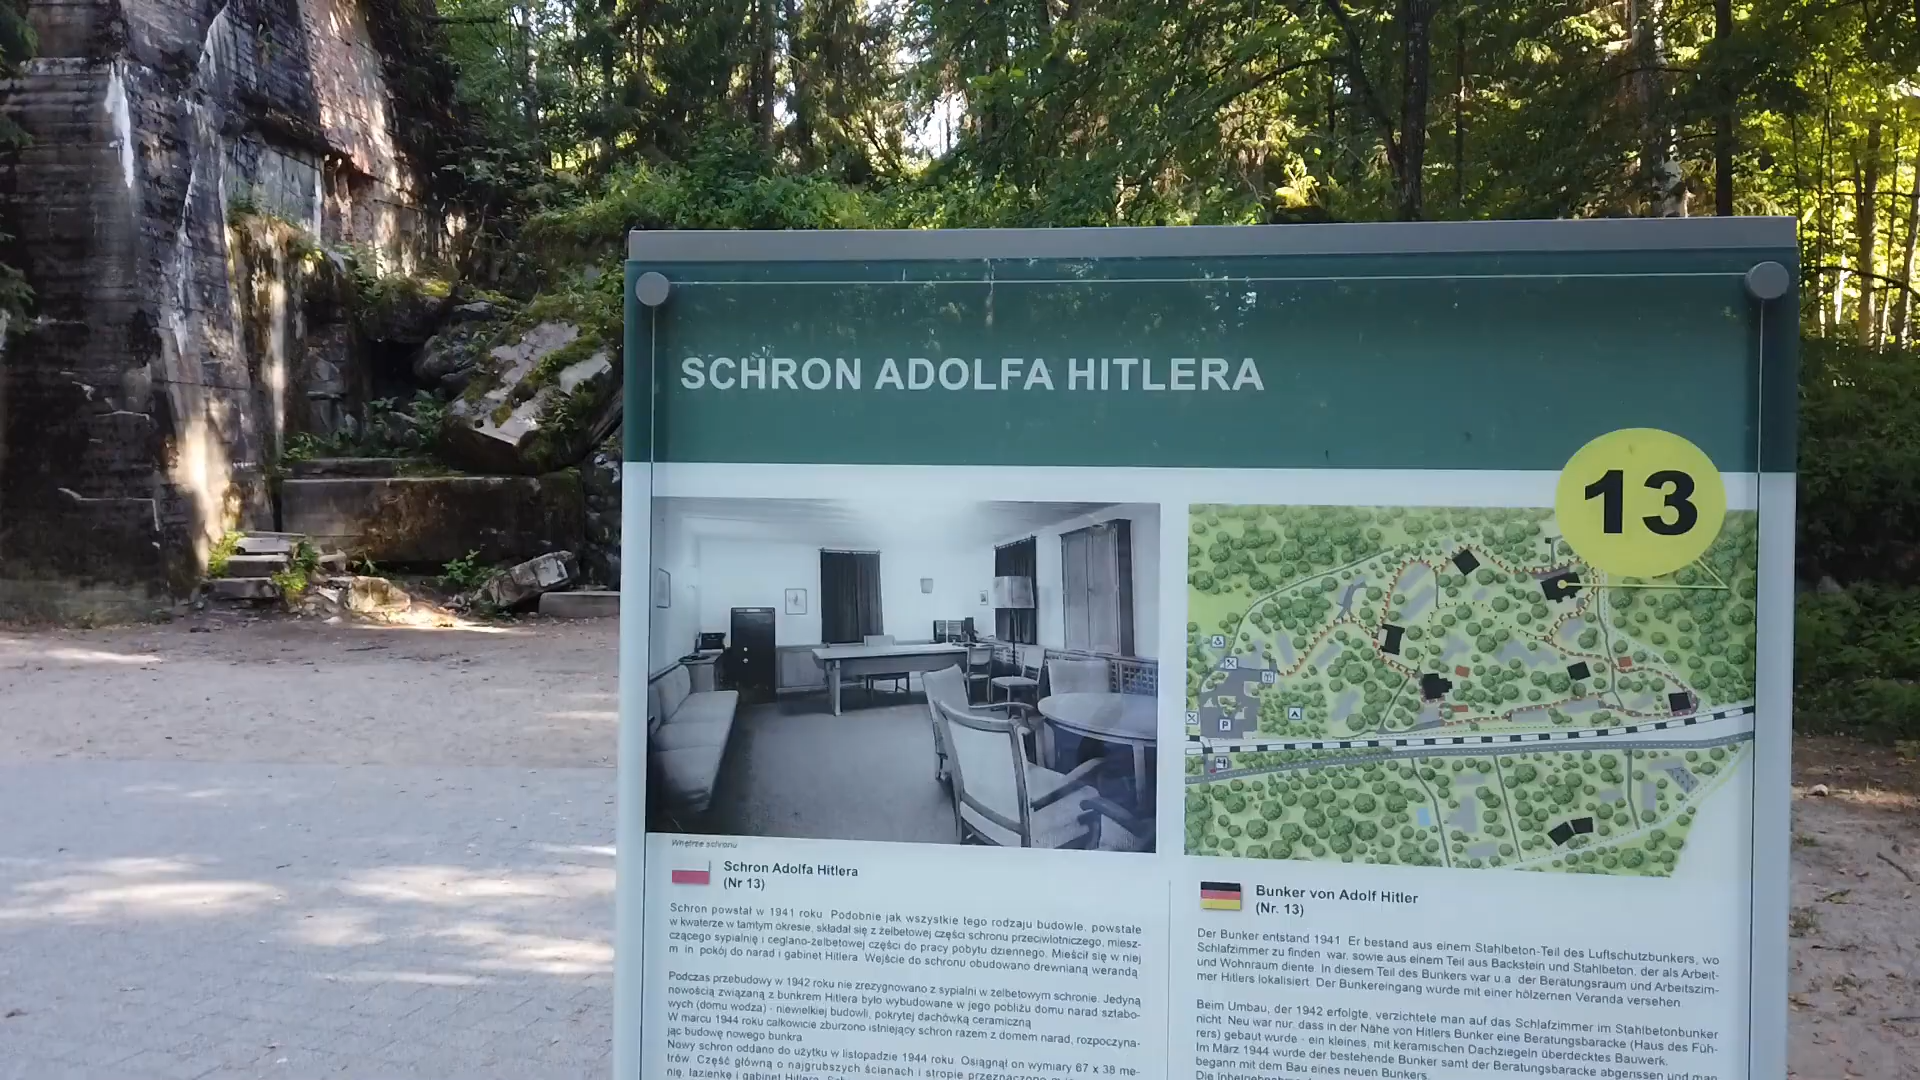 SCHRON ADOLFA HITLERA
13
P
Wnętrze schronu
Schron Adolfa Hitlera
(Nr 13)
Schron powstał w 1941 roku. Podobnie jak wszystkie tego rodzaju budowle, powstałe
w kwaterze w tamtym okresie, składał się z żelbetowej części schronu przeciwlotniczego, miesz-
czącego sypialnię i ceglano-żelbetowej części do pracy pobytu dziennego. Mieścił się w niej
m. in. pokój do narad i gabinet Hitlera. Wejście do schronu obudowano drewnianą werandą
Podczas przebudowy w 1942 roku nie zrezygnowano z sypialni w żelbetowym schronie. Jedyną
nowością związaną z bunkrem Hitlera było wybudowane w jego pobliżu domu narad sztabo-
wych (domu wodza) - niewielkiej budowli, pokrytej dachówką ceramiczną
W marcu 1944 roku całkowicie zburzono istniejący schron razem z domem narad, rozpoczyna-
jąc budowę nowego bunkra
Nowy schron oddano do użytku w listopadzie 1944 roku. Osiągnął on wymiary 67 x 38 me-
trów. Część główną o najgrubszych ścianach i stropie przeznaczono
nię, łazienkę i gabinet Hitlera.
Bunker von Adolf Hitler
(Nr. 13)
Der Bunker entstand 1941. Er bestand aus einem Stahlbeton-Teil des Luftschutzbunkers, wo
Schlafzimmer zu finden war, sowie aus einem Teil aus Backstein und Stahlbeton, der als Arbeit-
und Wohnraum diente. In diesem Teil des Bunkers war u.a. der Beratungsraum und Arbeitszim-
mer Hitlers lokalisiert. Der Bunkereingang wurde mit einer hölzernen Veranda versehen.
Beim Umbau, der 1942 erfolgte, verzichtete man auf das Schlafzimmer im Stahlbetonbunker
nicht. Neu war nur, dass in der Nähe von Hitlers Bunker eine Beratungsbaracke (Haus des Füh-
rers) gebaut wurde - ein kleines, mit keramischen Dachziegeln überdecktes Bauwerk.
Im März 1944 wurde der bestehende Bunker samt der Beratungsbaracke abgerissen und man
begann mit dem Bau eines neuen Bunkers.